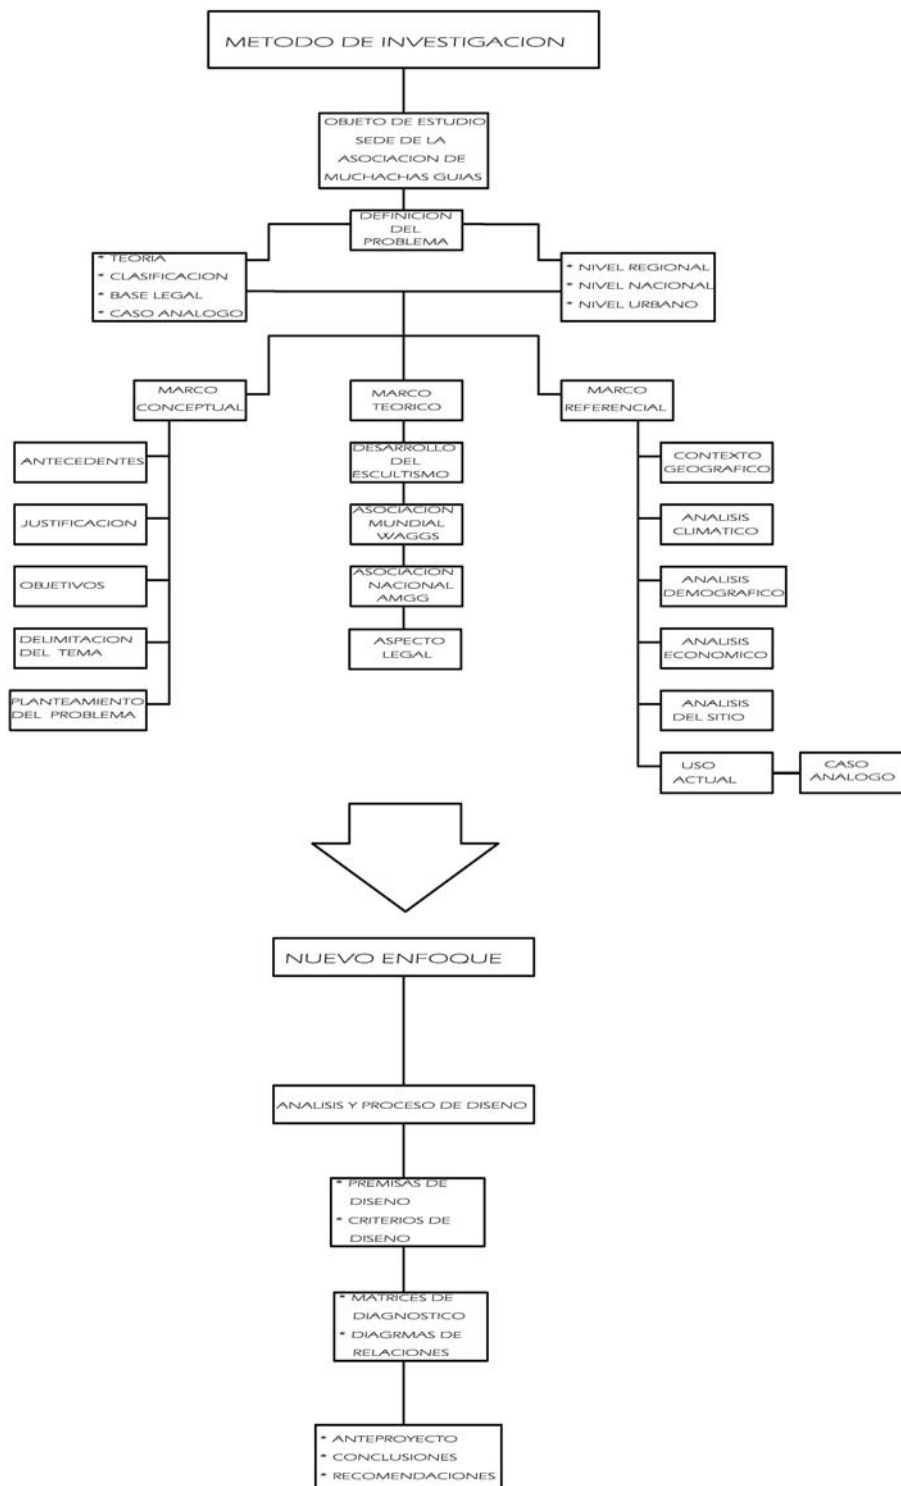 METODO DE INVESTIGACION
OBJETO DE ESTUDIO
SEDE DE LA
ASOCIACION DE
MUCHACHAS GUIAS
DEFINICION
DEL
PROBLEMA
* TEORIA
* CLASIFICACION
* BASE LEGAL
* CASO ANALOGO
* NIVEL REGIONAL
* NIVEL NACIONAL
* NIVEL URBANO
MARCO
CONCEPTUAL
ANTECEDENTES
JUSTIFICACION
OBJETIVOS
DELIMITACION
DEL TEMA
PLANTEAMIENTO
DEL PROBLEMA
MARCO
TEORICO
DESARROLLO
DEL
ESCULTISMO
ASOCIACION
MUNDIAL
WAGGS
ASOCIACION
NACIONAL
AMGG
ASPECTO
LEGAL
MARCO
REFERENCIAL
CONTEXTO
GEOGRAFICO
ANALISIS
CLIMATICO
ANALISIS
DEMOGRAFICO
ANALISIS
ECONOMICO
ANALISIS
DEL SITIO
USO
ACTUAL
CASO
ANALOGO
NUEVO ENFOQUE
ANALISIS Y PROCESO DE DISENO
* PREMISAS DE
DISENO
* CRITERIOS DE
DISENO
* MATRICES DE
DIAGNOSTICO
* DIAGRMAS DE
RELACIONES
* ANTEPROYECTO
* CONCLUSIONES
* RECOMENDACIONES